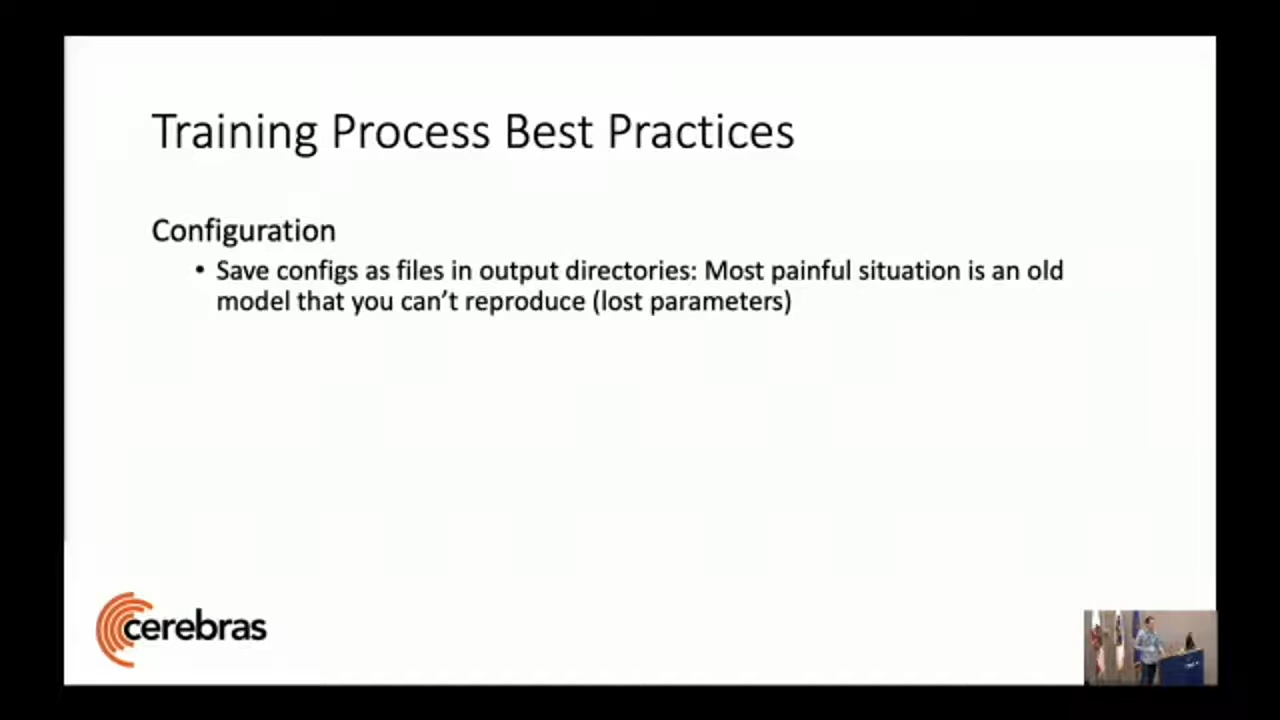 Training Process Best Practices
Configuration
• Save configs as files in output directories: Most painful situation is an old
model that you can’t reproduce (lost parameters)
cerebras